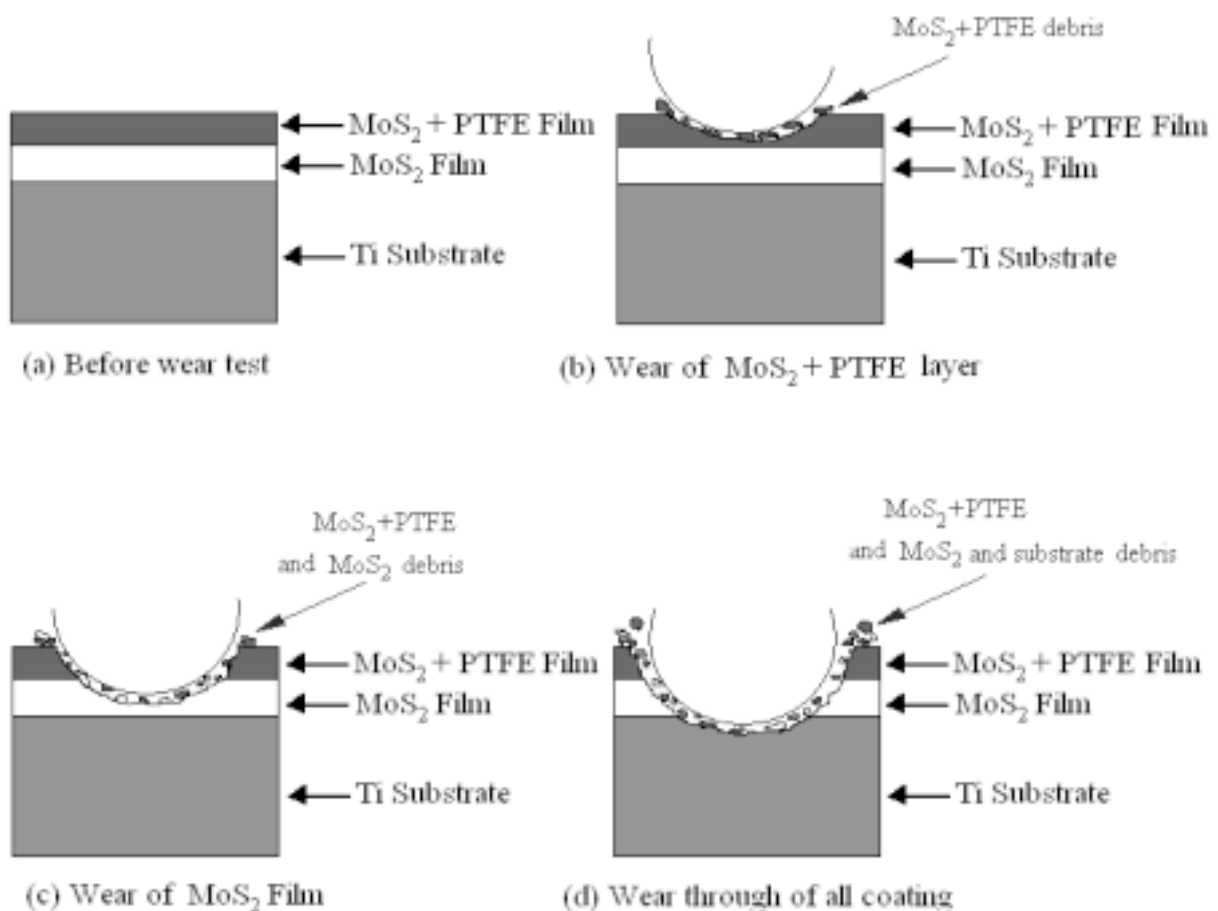 MoS₂+PTFE debris
MoS₂ + PTFE Film
MoS₂ Film
Ti Substrate
(a) Before wear test
MoS₂ + PTFE Film
MoS₂ Film
Ti Substrate
(b) Wear of MoS₂ + PTFE layer
MoS₂+PTFE
and MoS₂ debris
MoS₂ + PTFE Film
MoS₂ Film
Ti Substrate
(c) Wear of MoS₂ Film
MoS₂+PTFE
and MoS₂ and substrate debris
MoS₂ + PTFE Film
MoS₂ Film
Ti Substrate
(d) Wear through of all coating